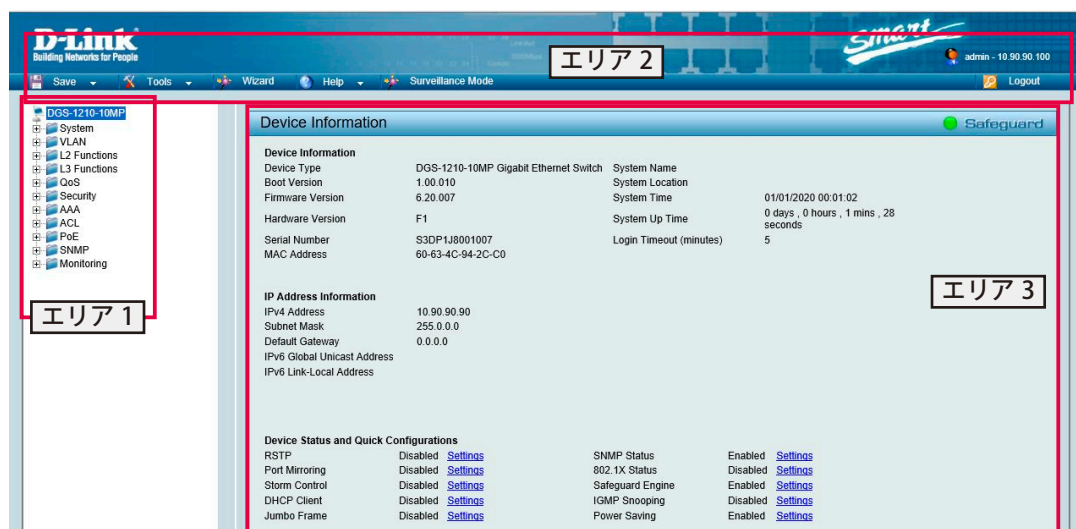 D-Link
Building Networks for People
smart
エリア 2
admin - 10.90.90.100
Save Tools Wizard Help Surveillance Mode Logout
DGS-1210-10MP
System
VLAN
L2 Functions
L3 Functions
QoS
Security
AAA
ACL
PoE
SNMP
Monitoring
エリア 1
Device Information Safeguard
Device Information
Device Type DGS-1210-10MP Gigabit Ethernet Switch System Name
Boot Version 1.00.010 System Location
Firmware Version 6.20.007 System Time 01/01/2020 00:01:02
Hardware Version F1 System Up Time 0 days , 0 hours , 1 mins , 28 seconds
Serial Number S3DP1J8001007 Login Timeout (minutes) 5
MAC Address 60-63-4C-94-2C-C0
エリア 3
IP Address Information
IPv4 Address 10.90.90.90
Subnet Mask 255.0.0.0
Default Gateway 0.0.0.0
IPv6 Global Unicast Address
IPv6 Link-Local Address
Device Status and Quick Configurations
RSTP Disabled Settings SNMP Status Enabled Settings
Port Mirroring Disabled Settings 802.1X Status Disabled Settings
Storm Control Disabled Settings Safeguard Engine Enabled Settings
DHCP Client Disabled Settings IGMP Snooping Disabled Settings
Jumbo Frame Disabled Settings Power Saving Enabled Settings